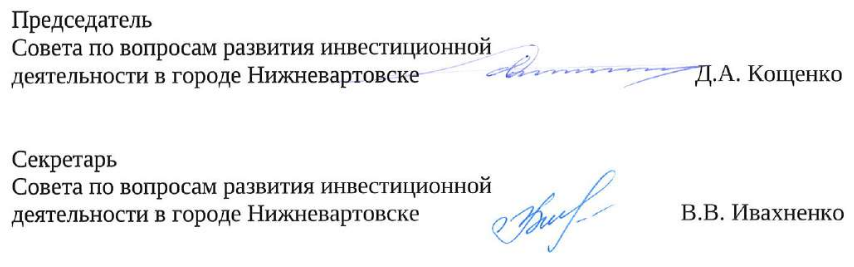 Председатель
Совета по вопросам развития инвестиционной
деятельности в городе Нижневартовске Д.А. Кощенко
Секретарь
Совета по вопросам развития инвестиционной
деятельности в городе Нижневартовске В.В. Ивахненко